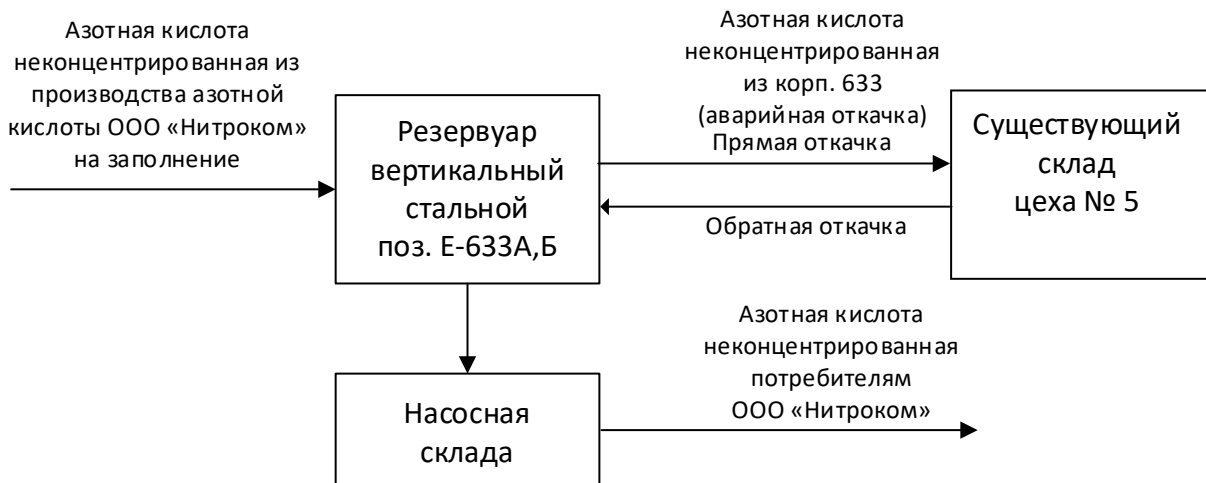 Азотная кислота
неконцентрированная из
производства азотной
кислоты ООО «Нитроком»
на заполнение
Резервуар
вертикальный
стальной
поз. Е-633А,Б
Азотная кислота
неконцентрированная
из корп. 633
(аварийная откачка)
Прямая откачка
Обратная откачка
Существующий
склад
цеха № 5
Насосная
склада
Азотная кислота
неконцентрированная
потребителям
ООО «Нитроком»